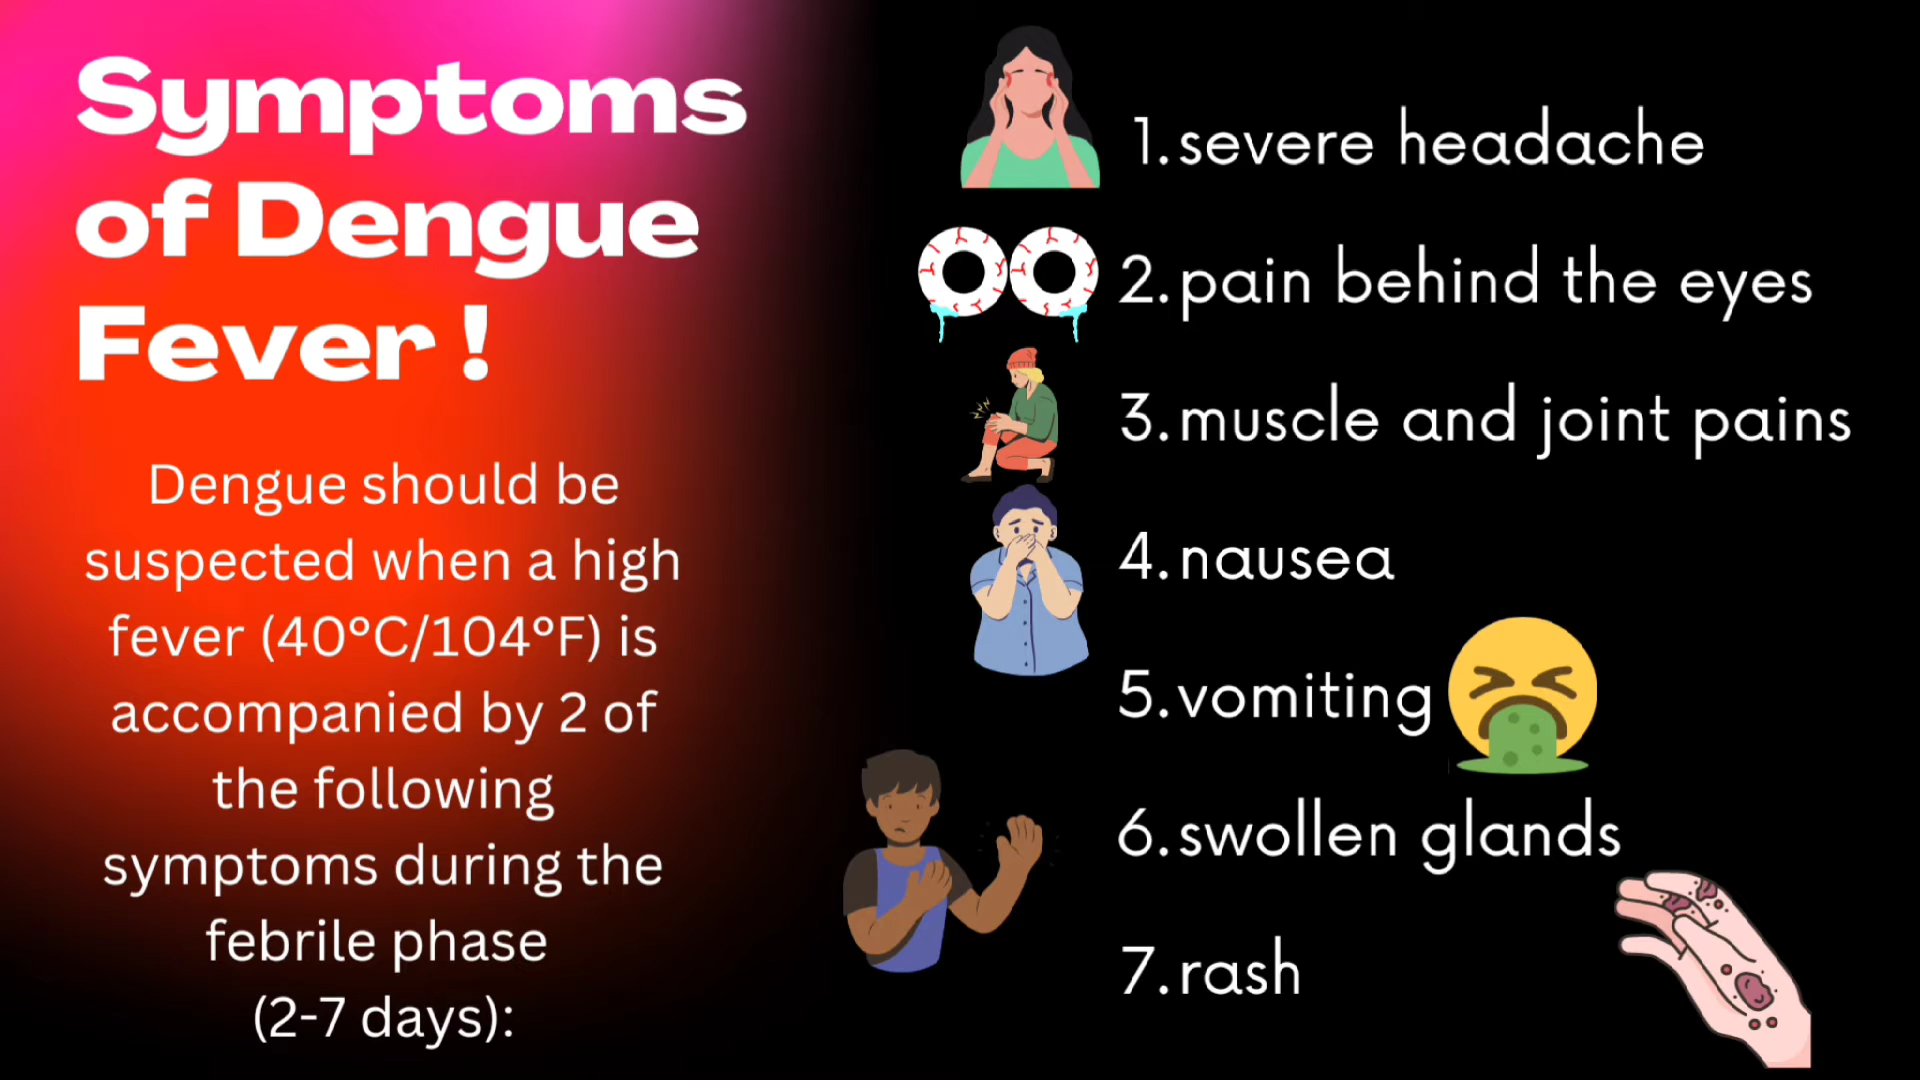 Symptoms
of Dengue
Fever !
Dengue should be
suspected when a high
fever (40°C/104°F) is
accompanied by 2 of
the following
symptoms during the
febrile phase
(2-7 days):
1. severe headache
2. pain behind the eyes
3. muscle and joint pains
4. nausea
5. vomiting
6. swollen glands
7. rash